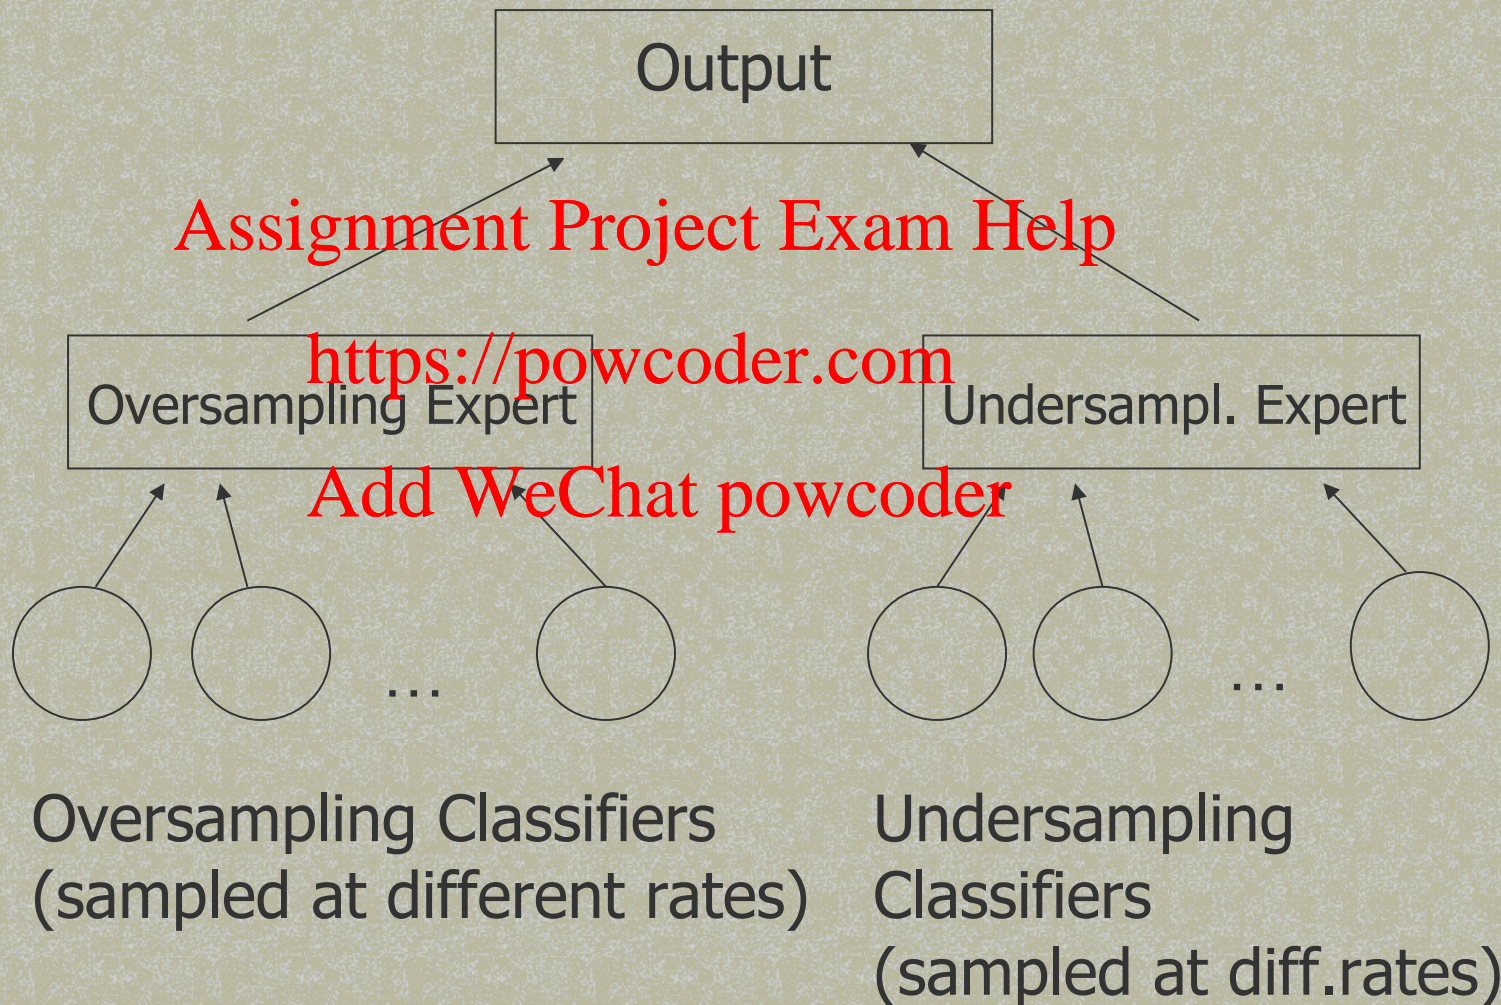 Output
Assignment Project Exam Help
https://powcoder.com
Oversampling Expert
Undersampl. Expert
Add WeChat powcoder
...
...
Oversampling Classifiers
(sampled at different rates)
Undersampling
Classifiers
(sampled at diff.rates)